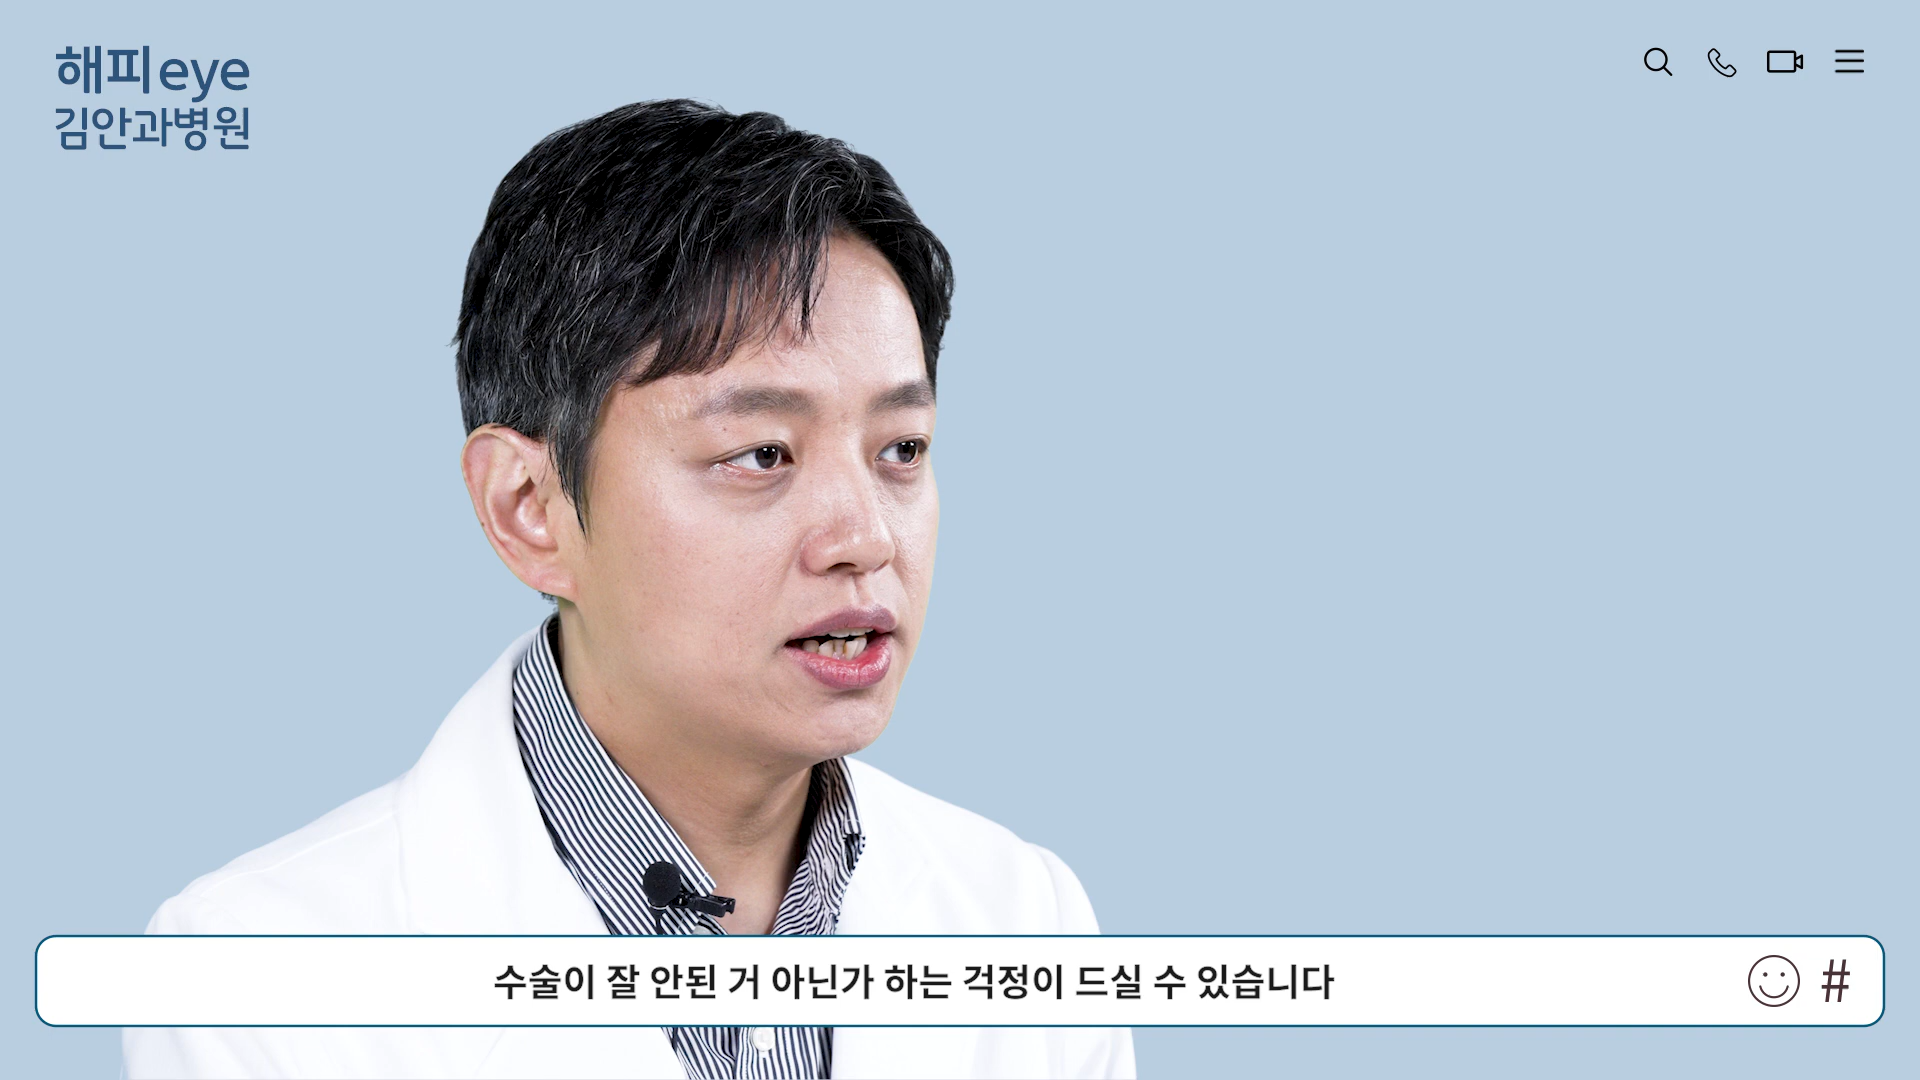 해피eye
김안과병원
수술이 잘 안된 거 아닌가 하는 걱정이 드실 수 있습니다
#